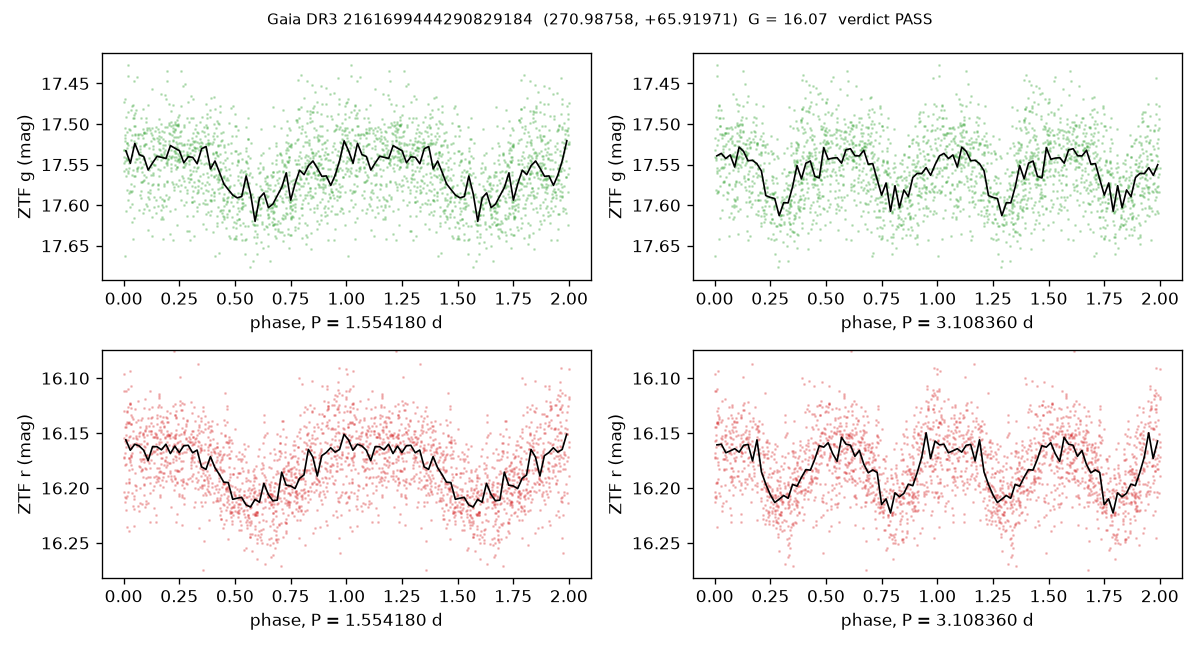 Gaia DR3 2161699444290829184  (270.98758, +65.91971)  G = 16.07  verdict PASS
ZTF g (mag)
17.45
17.50
17.55
17.60
17.65
0.00 0.25 0.50 0.75 1.00 1.25 1.50 1.75 2.00
phase, P = 1.554180 d
ZTF g (mag)
17.45
17.50
17.55
17.60
17.65
0.00 0.25 0.50 0.75 1.00 1.25 1.50 1.75 2.00
phase, P = 3.108360 d
ZTF r (mag)
16.10
16.15
16.20
16.25
0.00 0.25 0.50 0.75 1.00 1.25 1.50 1.75 2.00
phase, P = 1.554180 d
ZTF r (mag)
16.10
16.15
16.20
16.25
0.00 0.25 0.50 0.75 1.00 1.25 1.50 1.75 2.00
phase, P = 3.108360 d